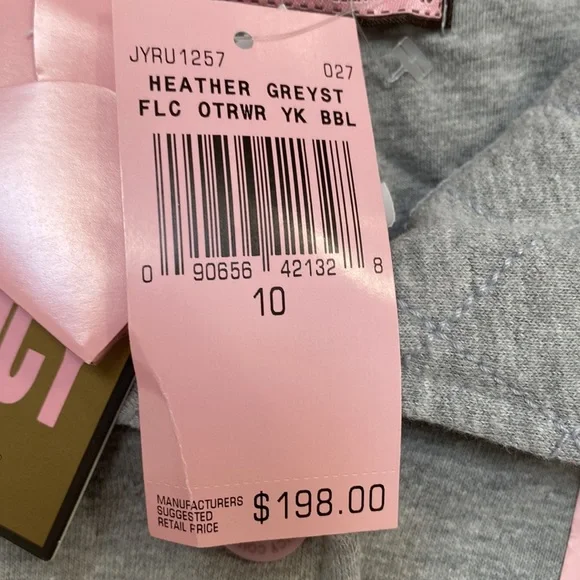 JYRU1257 027
HEATHER GREYST
FLC OTRWR YK BBL
0 90656 42132 8
10
MANUFACTURERS
SUGGESTED
RETAIL PRICE
$198.00